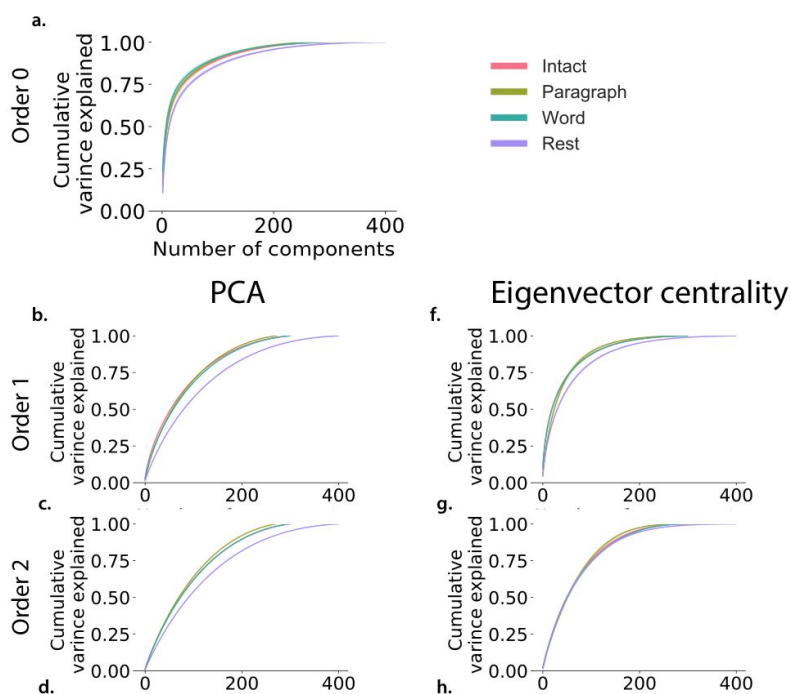 a.
Order 0
Cumulative
varince explained
1.00
0.75
0.50
0.25
0.00
0
200
400
Number of components
Intact
Paragraph
Word
Rest
PCA
Eigenvector centrality
b.
Order 1
Cumulative
varince explained
1.00
0.75
0.50
0.25
0.00
0
200
400
f.
Cumulative
varince explained
1.00
0.75
0.50
0.25
0.00
0
200
400
c.
Order 2
Cumulative
varince explained
1.00
0.75
0.50
0.25
0.00
0
200
400
g.
Cumulative
varince explained
1.00
0.75
0.50
0.25
0.00
0
200
400
d.
h.